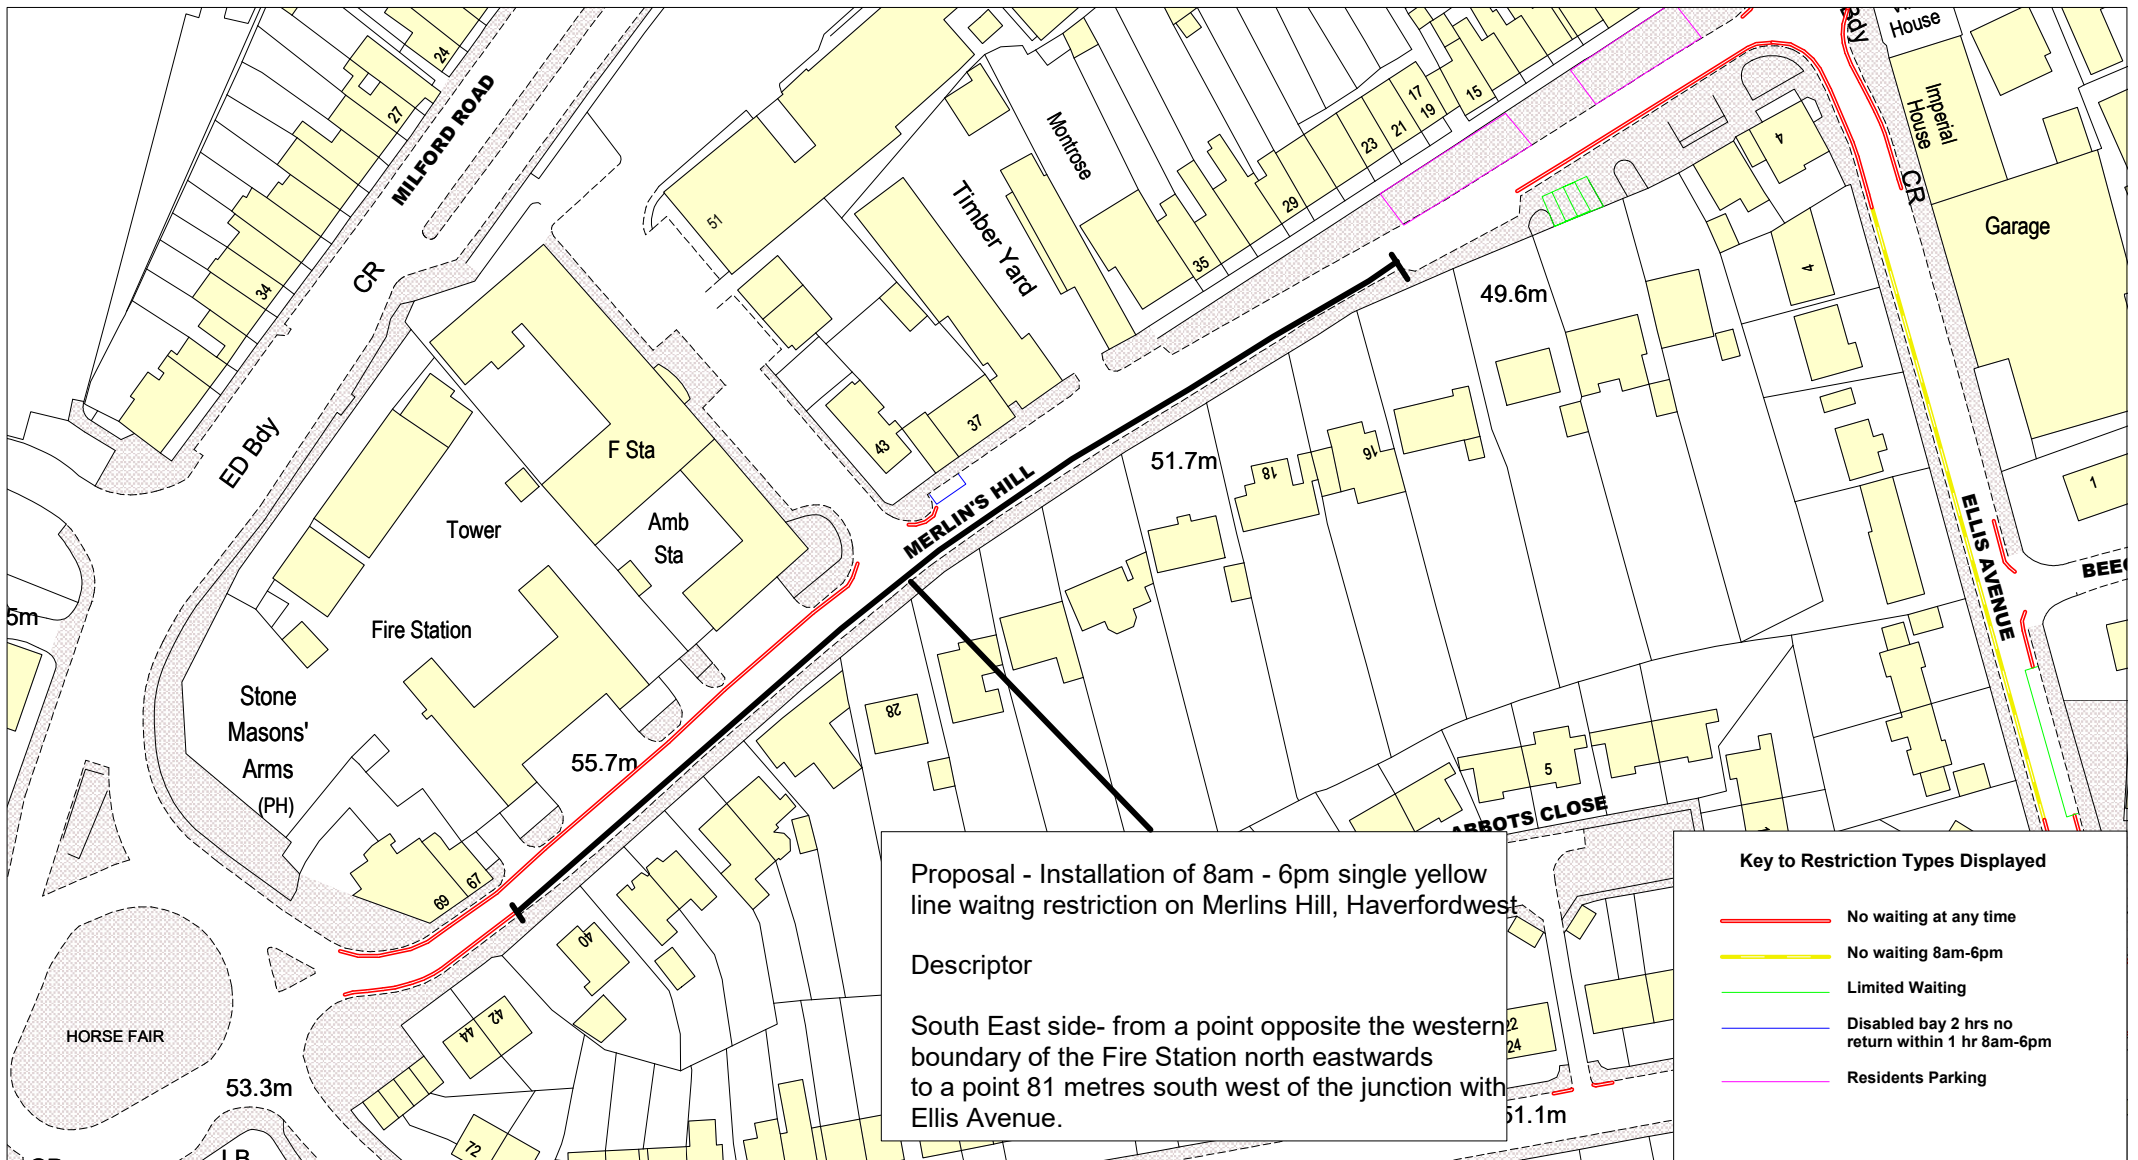 24
27
MILFORD ROAD
34
CR
ED Bdy
51
Montrose
Timber Yard
17
19
15
21
23
29
35
Bdy
House
Imperial
House
CR
Garage
4
4
49.6m
F Sta
Tower
Amb
Sta
Fire Station
43
37
MERLIN'S HILL
51.7m
18
16
ELLIS AVENUE
1
5m
Stone
Masons'
Arms
(PH)
55.7m
28
67
69
40
42
44
HORSE FAIR
53.3m
72
5
ABBOTS CLOSE
22
24
51.1m
Proposal - Installation of 8am - 6pm single yellow
line waitng restriction on Merlins Hill, Haverfordwest
Descriptor
South East side- from a point opposite the western
boundary of the Fire Station north eastwards
to a point 81 metres south west of the junction with
Ellis Avenue.
Key to Restriction Types Displayed
No waiting at any time
No waiting 8am-6pm
Limited Waiting
Disabled bay 2 hrs no
return within 1 hr 8am-6pm
Residents Parking